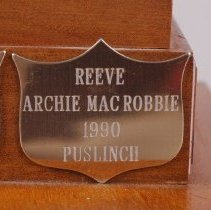 REEVE
ARCHIE MAC ROBBIE
1990
PUSLINCH